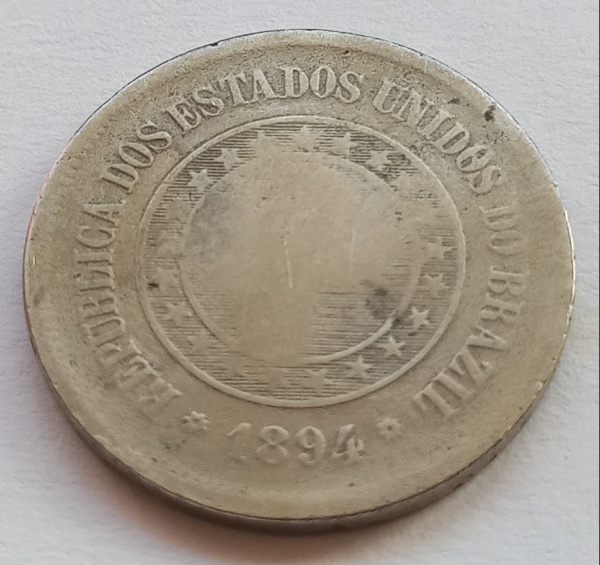 REPUBLICA DOS ESTADOS UNIDOS DO BRAZIL
1894